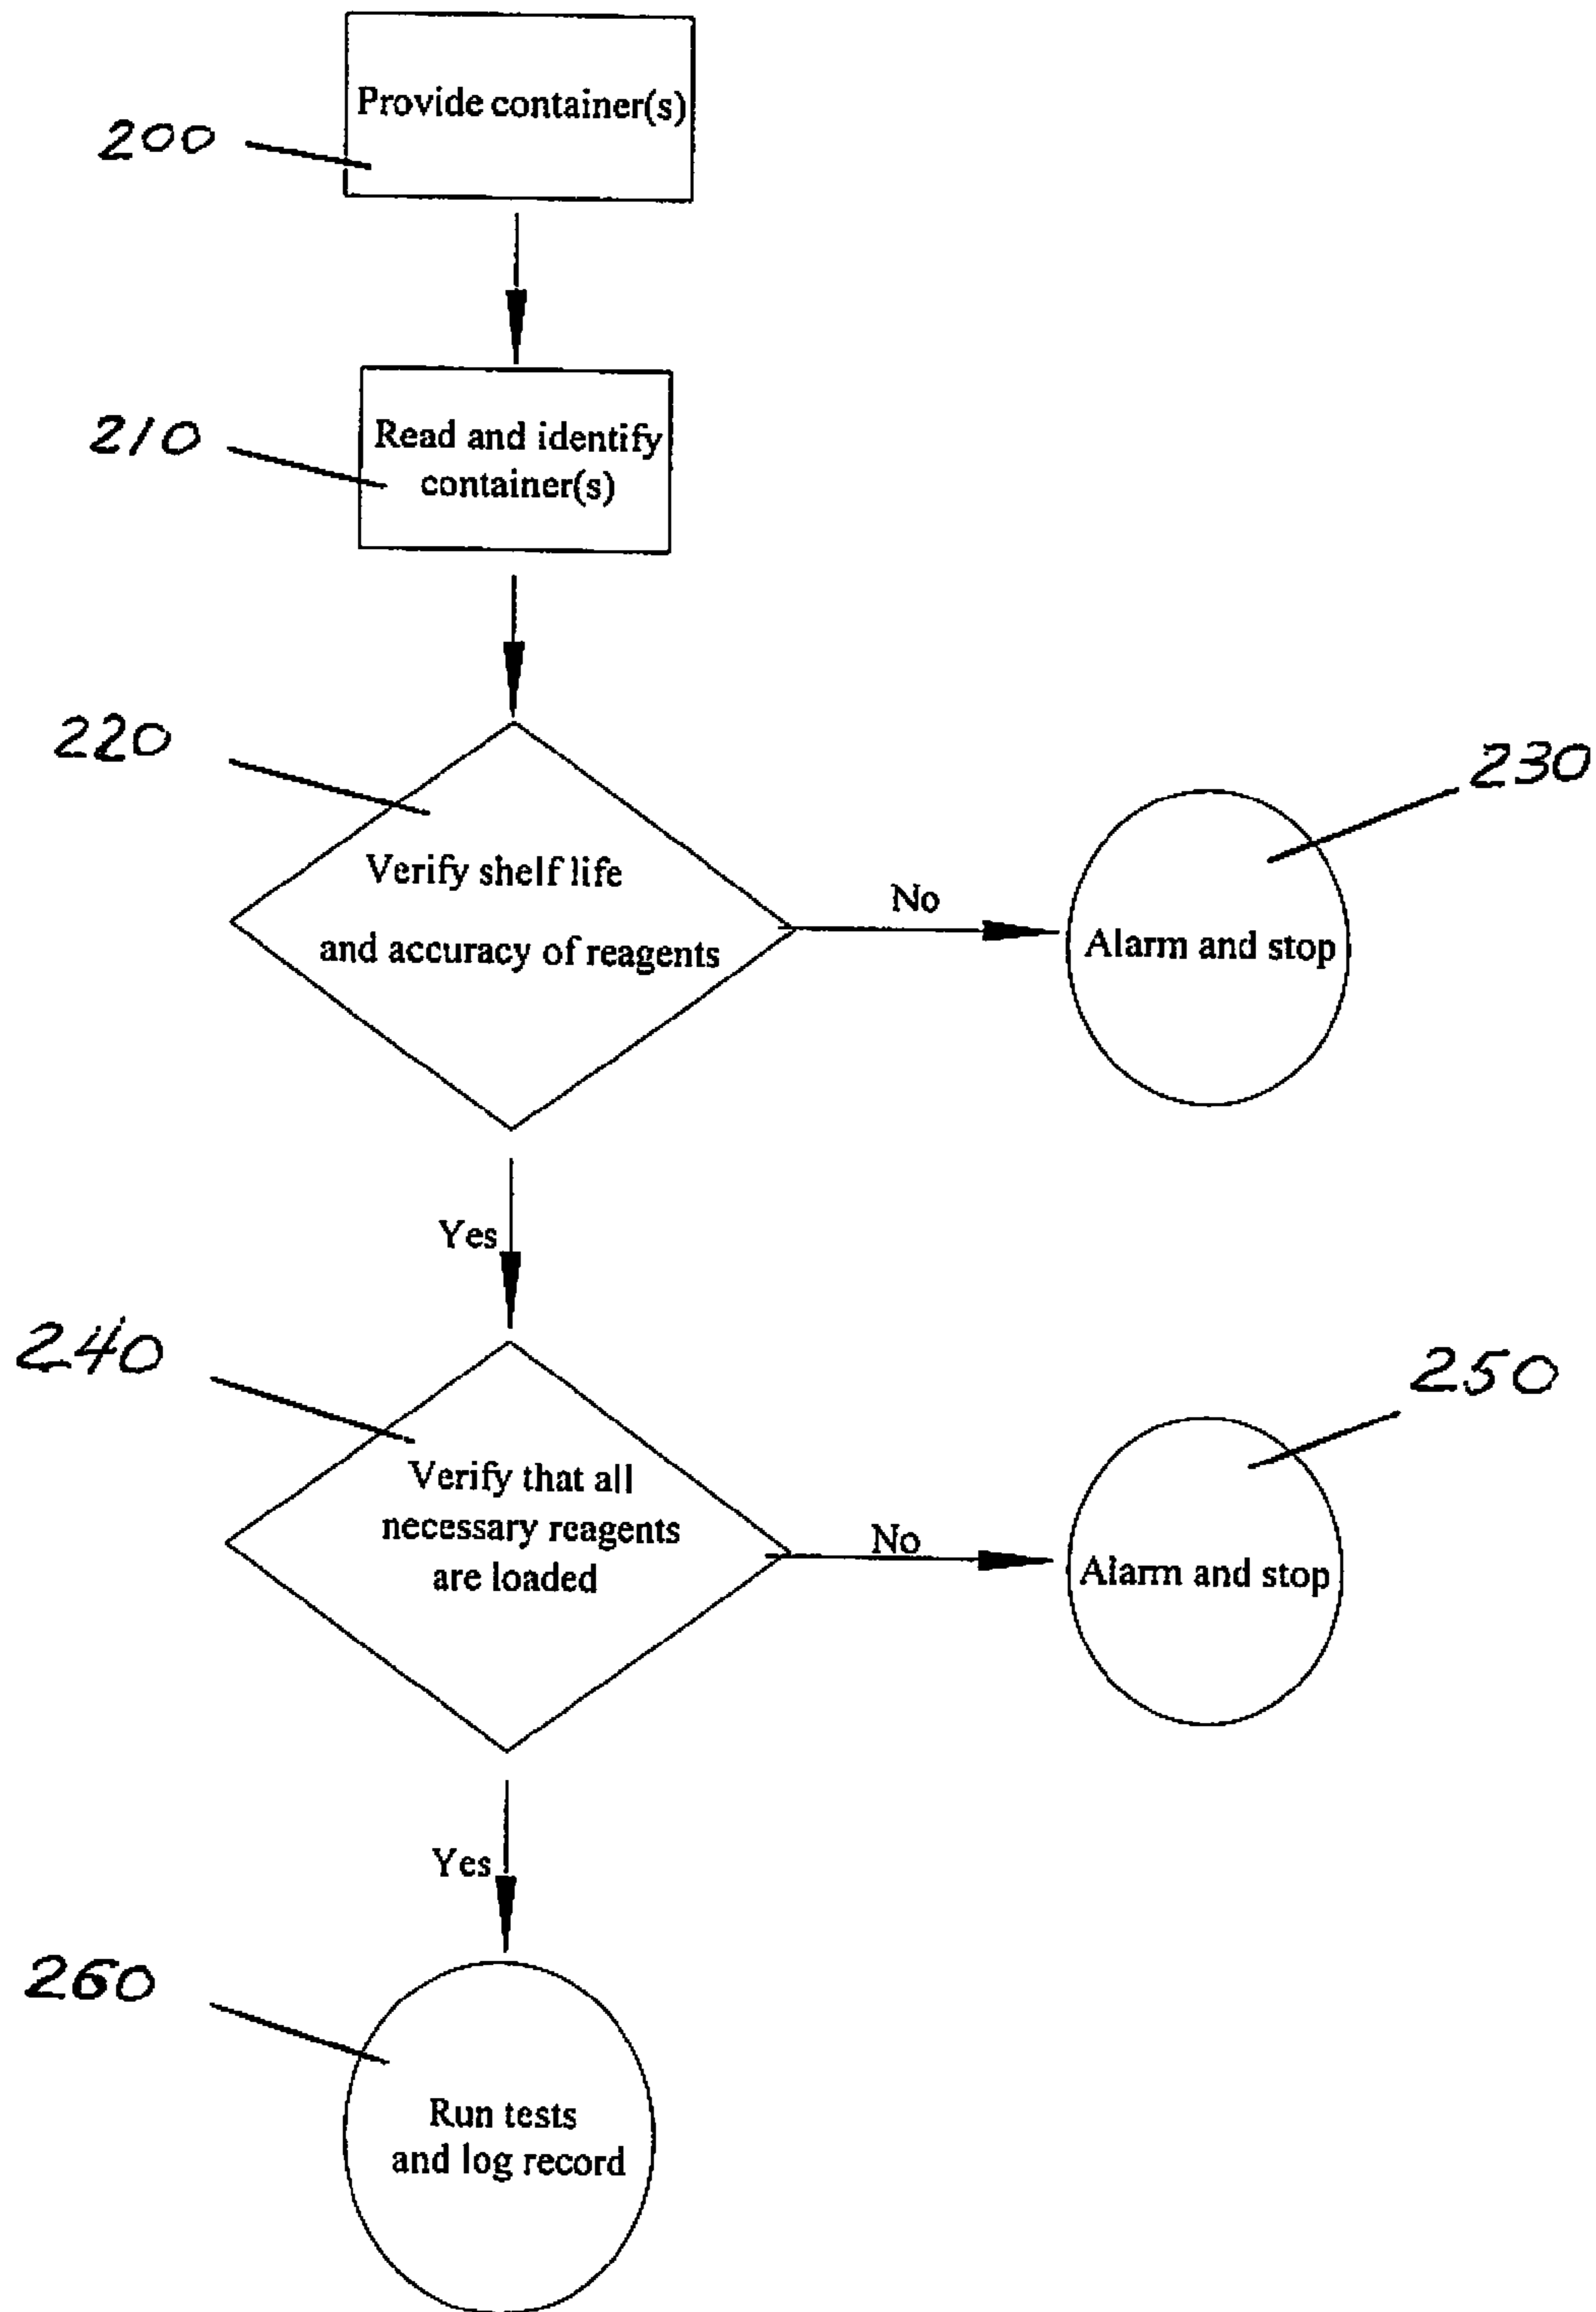 Provide container(s)
200
Read and identify
container(s)
210
220
Verify shelf life
and accuracy of reagents
No
230
Alarm and stop
Yes
240
Verify that all
necessary reagents
are loaded
No
250
Alarm and stop
Yes
260
Run tests
and log record